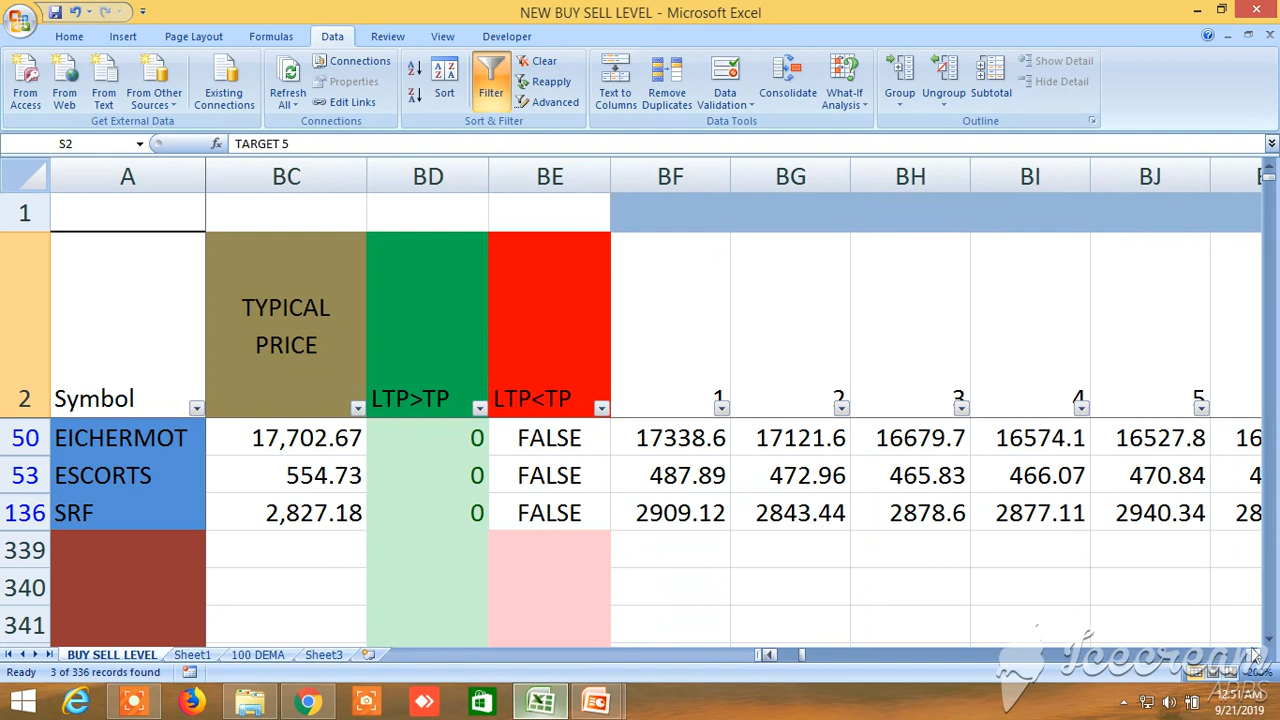 NEW BUY SELL LEVEL - Microsoft Excel
Home Insert Page Layout Formulas Data Review View Developer
From Access
From Web
From Text
From Other Sources
Existing Connections
Get External Data
Refresh All
Connections
Properties
Edit Links
Connections
Sort
Filter
Clear
Reapply
Advanced
Sort & Filter
Text to Columns
Remove Duplicates
Data Validation
Consolidate
What-If Analysis
Data Tools
Group
Ungroup
Subtotal
Show Detail
Hide Detail
Outline
S2 fx TARGET 5
A BC BD BE BF BG BH BI BJ
1
TYPICAL
PRICE
2 Symbol LTP>TP LTP<TP 1 2 3 4 5
50 EICHERMOT 17,702.67 0 FALSE 17338.6 17121.6 16679.7 16574.1 16527.8 16
53 ESCORTS 554.73 0 FALSE 487.89 472.96 465.83 466.07 470.84 4
136 SRF 2,827.18 0 FALSE 2909.12 2843.44 2878.6 2877.11 2940.34 28
339
340
341
BUY SELL LEVEL Sheet1 100 DEMA Sheet3
Icecream
APPS
Ready 3 of 336 records found 200%
12:51 AM
9/21/2019